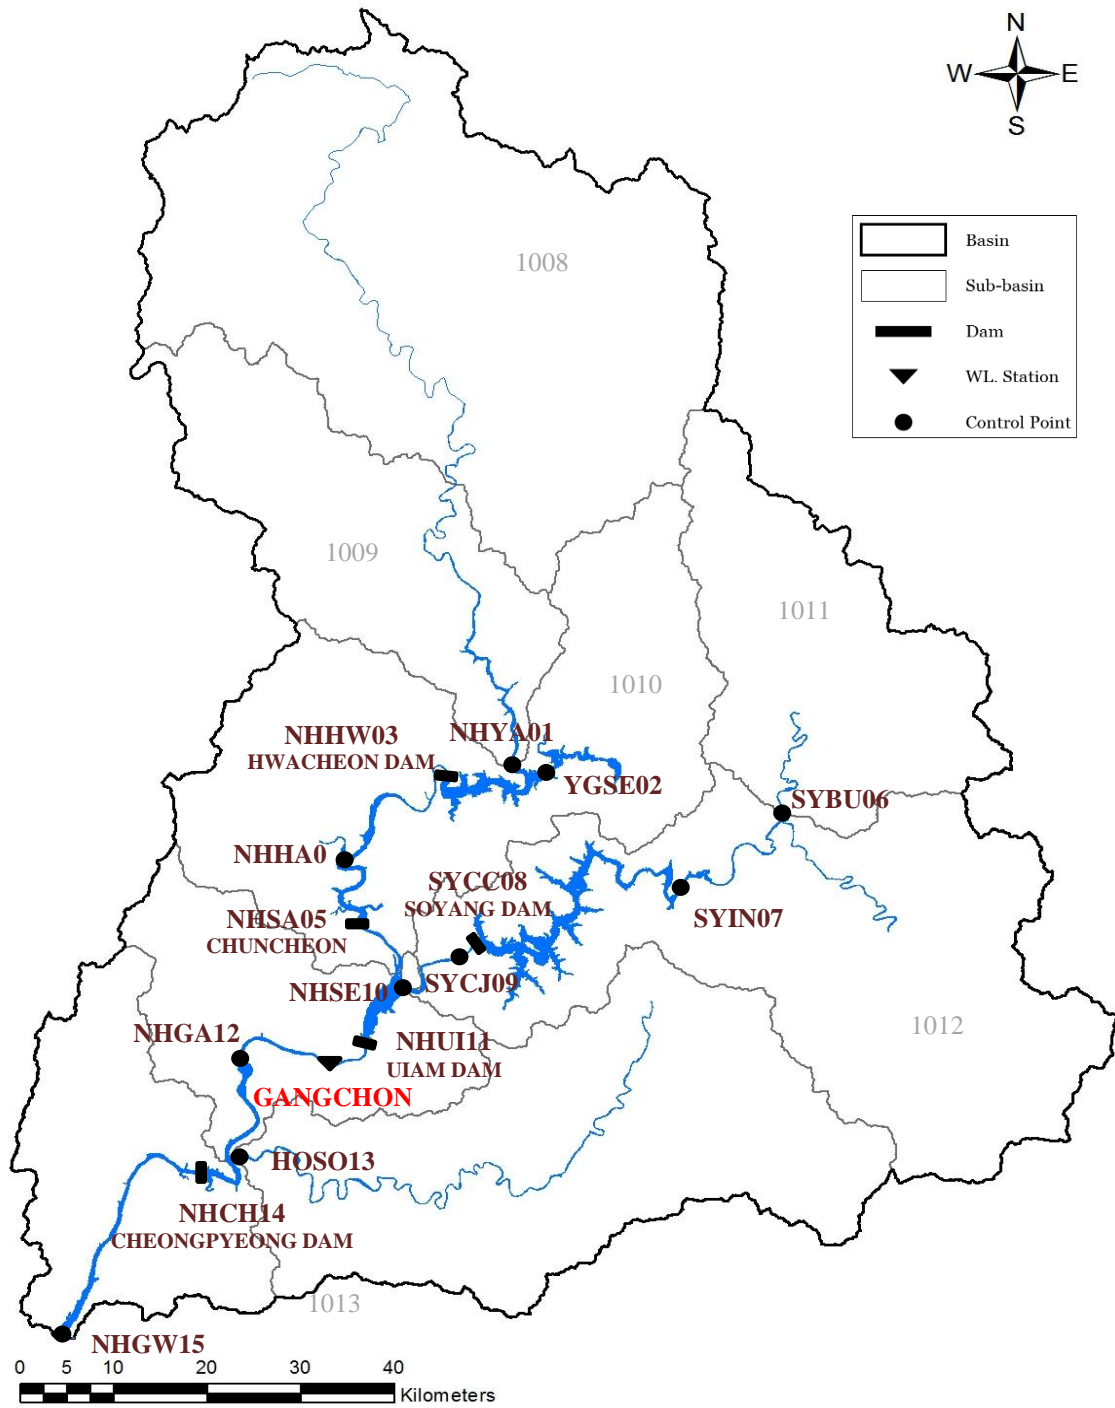 N
W
E
S
Basin
Sub-basin
Dam
WL. Station
Control Point
1008
1009
1011
1010
NHHW03
HWACHEON DAM
NHYA01
YGSE02
SYBU06
NHHA0
SYCC08
SOYANG DAM
SYIN07
NHSA05
CHUNCHEON
SYCJ09
NHSE10
1012
NHGA12
NHUI11
UIAM DAM
GANGCHON
HOSO13
NHCH14
CHEONGPYEONG DAM
1013
NHGW15
0 5 10 20 30 40
Kilometers